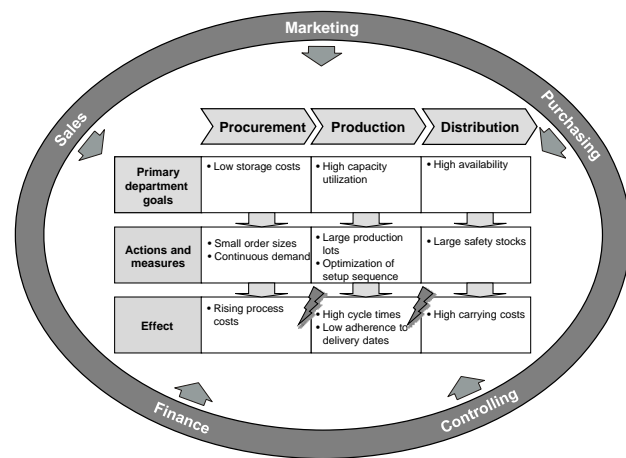 Marketing
Sales
Purchasing
Procurement
Production
Distribution
Primary
department
goals
• Low storage costs
• High capacity
utilization
• High availability
Actions and
measures
• Small order sizes
• Continuous demand
• Large production
lots
• Optimization of
setup sequence
• Large safety stocks
Effect
• Rising process
costs
• High cycle times
• Low adherence to
delivery dates
• High carrying costs
Finance
Controlling